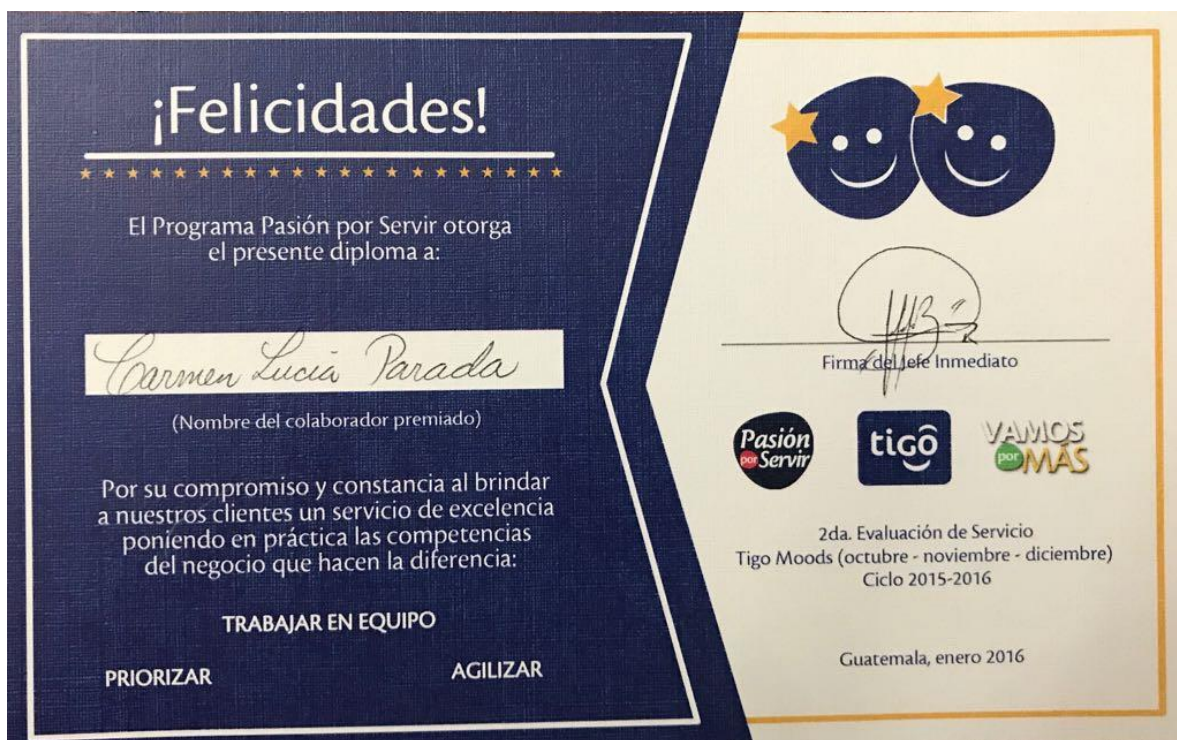 ¡Felicidades!
El Programa Pasión por Servir otorga
el presente diploma a:
Carmen Lucia Parada
(Nombre del colaborador premiado)
Por su compromiso y constancia al brindar
a nuestros clientes un servicio de excelencia
poniendo en práctica las competencias
del negocio que hacen la diferencia:
TRABAJAR EN EQUIPO
PRIORIZAR
AGILIZAR
Firma del Jefe Inmediato
Pasión
por Servir
tigô
VAMOS
por MÁS
2da. Evaluación de Servicio
Tigo Moods (octubre - noviembre - diciembre)
Ciclo 2015-2016
Guatemala, enero 2016